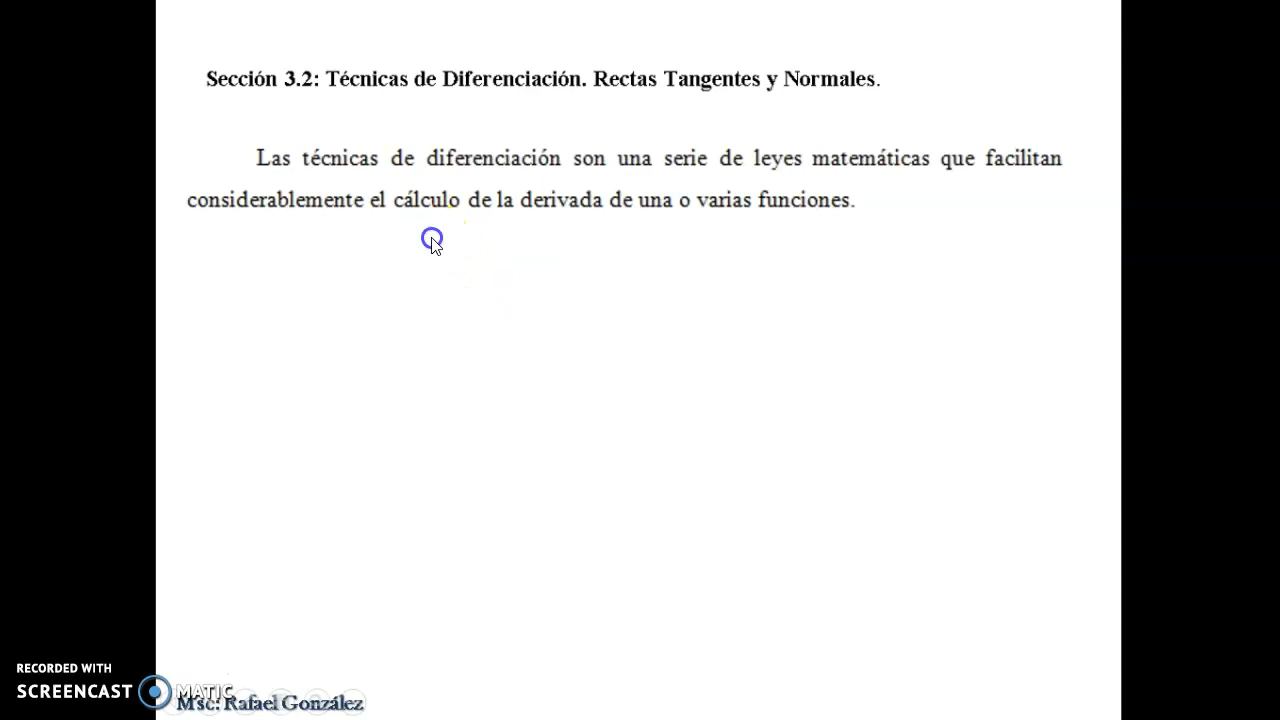 Sección 3.2: Técnicas de Diferenciación. Rectas Tangentes y Normales.
Las técnicas de diferenciación son una serie de leyes matemáticas que facilitan
considerablemente el cálculo de la derivada de una o varias funciones.
RECORDED WITH
SCREENCAST MATIC
Msc: Rafael González